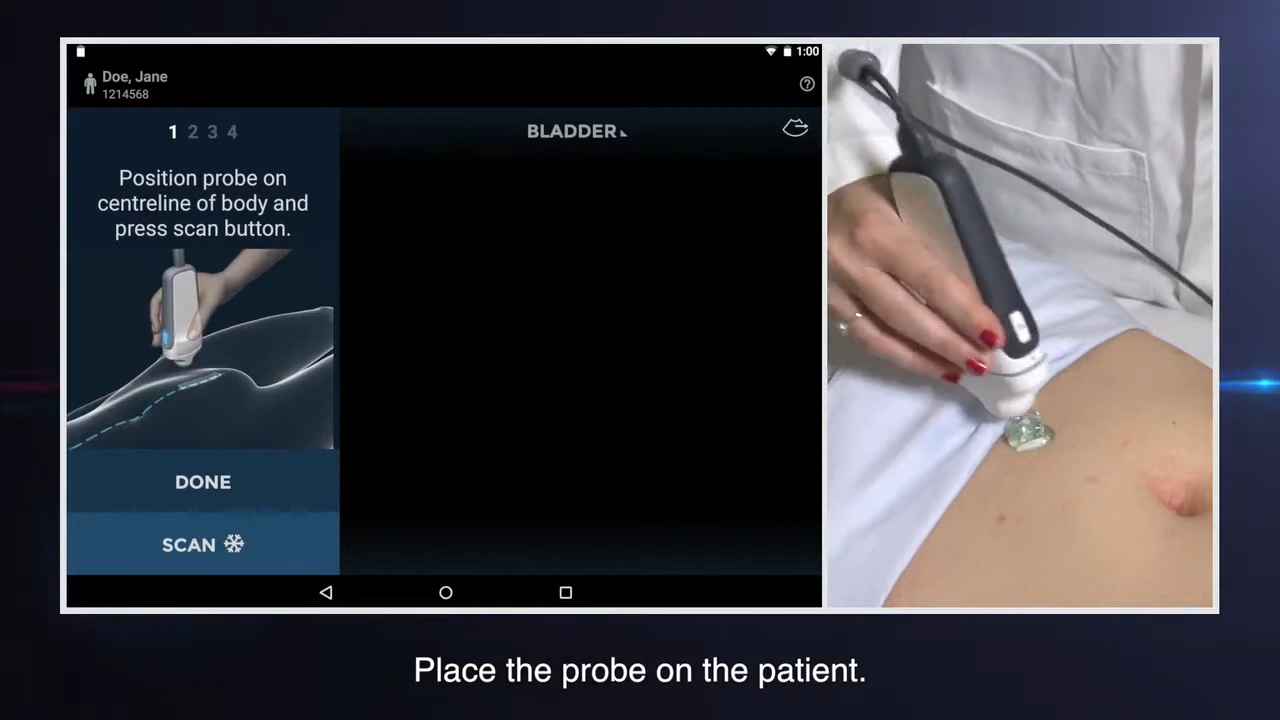 1:00
Doe, Jane
1214568
1 2 3 4
BLADDER
Position probe on
centreline of body and
press scan button.
DONE
SCAN
Place the probe on the patient.